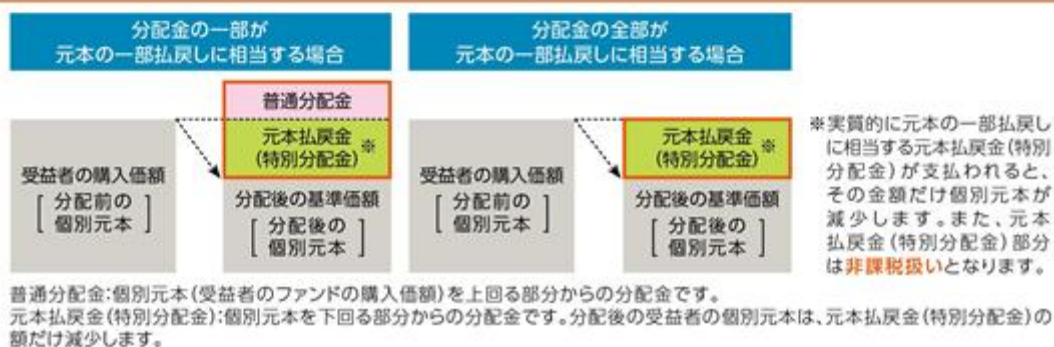 分配金の一部が
元本の一部払戻しに相当する場合
普通分配金
元本払戻金
(特別分配金)
※
受益者の購入価額
分配前の
個別元本
分配後の基準価額
分配後の
個別元本
分配金の全部が
元本の一部払戻しに相当する場合
元本払戻金
(特別分配金)
※
受益者の購入価額
分配前の
個別元本
分配後の基準価額
分配後の
個別元本
※実質的に元本の一部払戻し
に相当する元本払戻金(特別
分配金)が支払われると、
その金額だけ個別元本が
減少します。また、元本
払戻金(特別分配金)部分
は非課税扱いとなります。
普通分配金:個別元本(受益者のファンドの購入価額)を上回る部分からの分配金です。
元本払戻金(特別分配金):個別元本を下回る部分からの分配金です。分配後の受益者の個別元本は、元本払戻金(特別分配金)の
額だけ減少します。